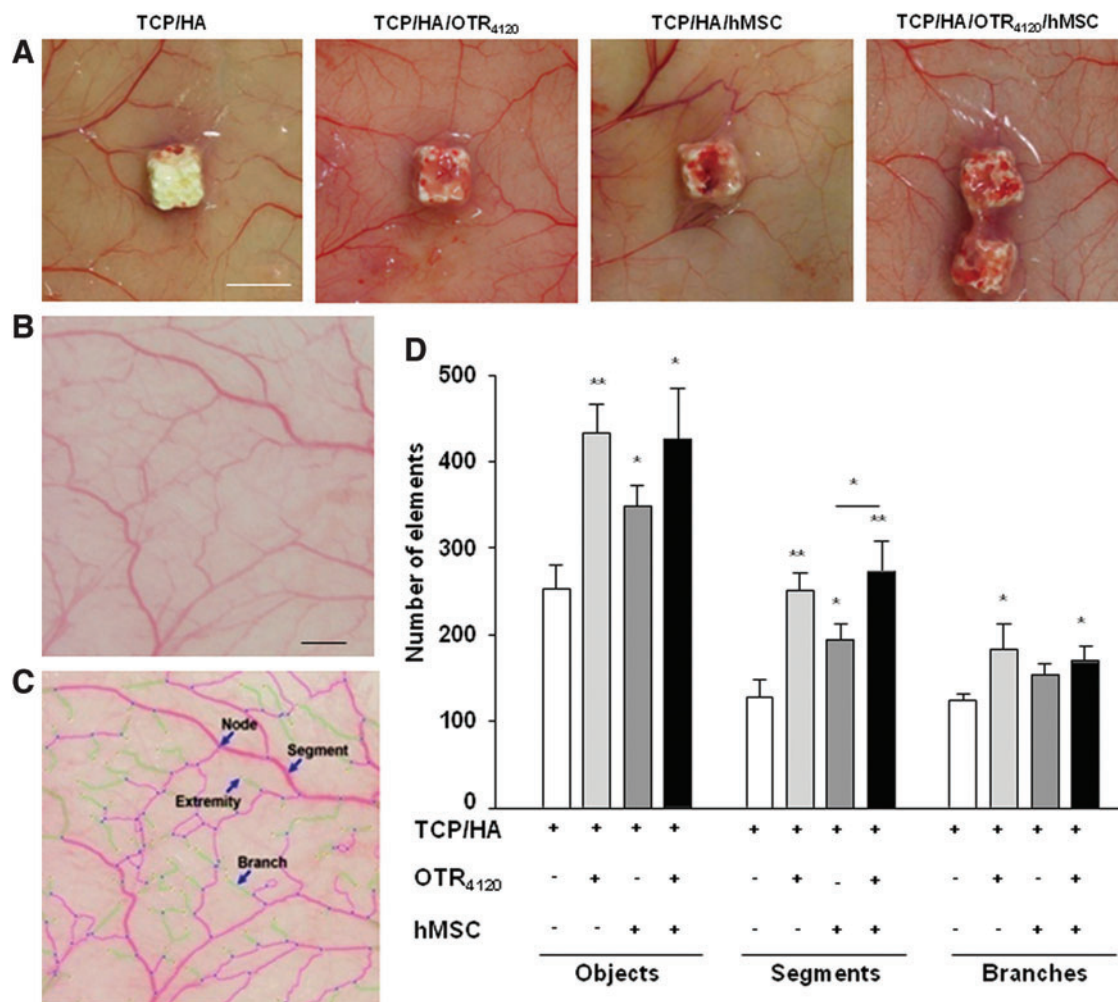 TCP/HA TCP/HA/OTR4120 TCP/HA/hMSC TCP/HA/OTR4120/hMSC
A
B
C
Node
Segment
Extremity
Branch
D
Number of elements
500
400
300
200
100
0
** * * *
** * * ** *
* *
TCP/HA + + + + + + + + + + + +
OTR4120 - + - + - + - + - + - +
hMSC - - + + - - + + - - + +
Objects Segments Branches